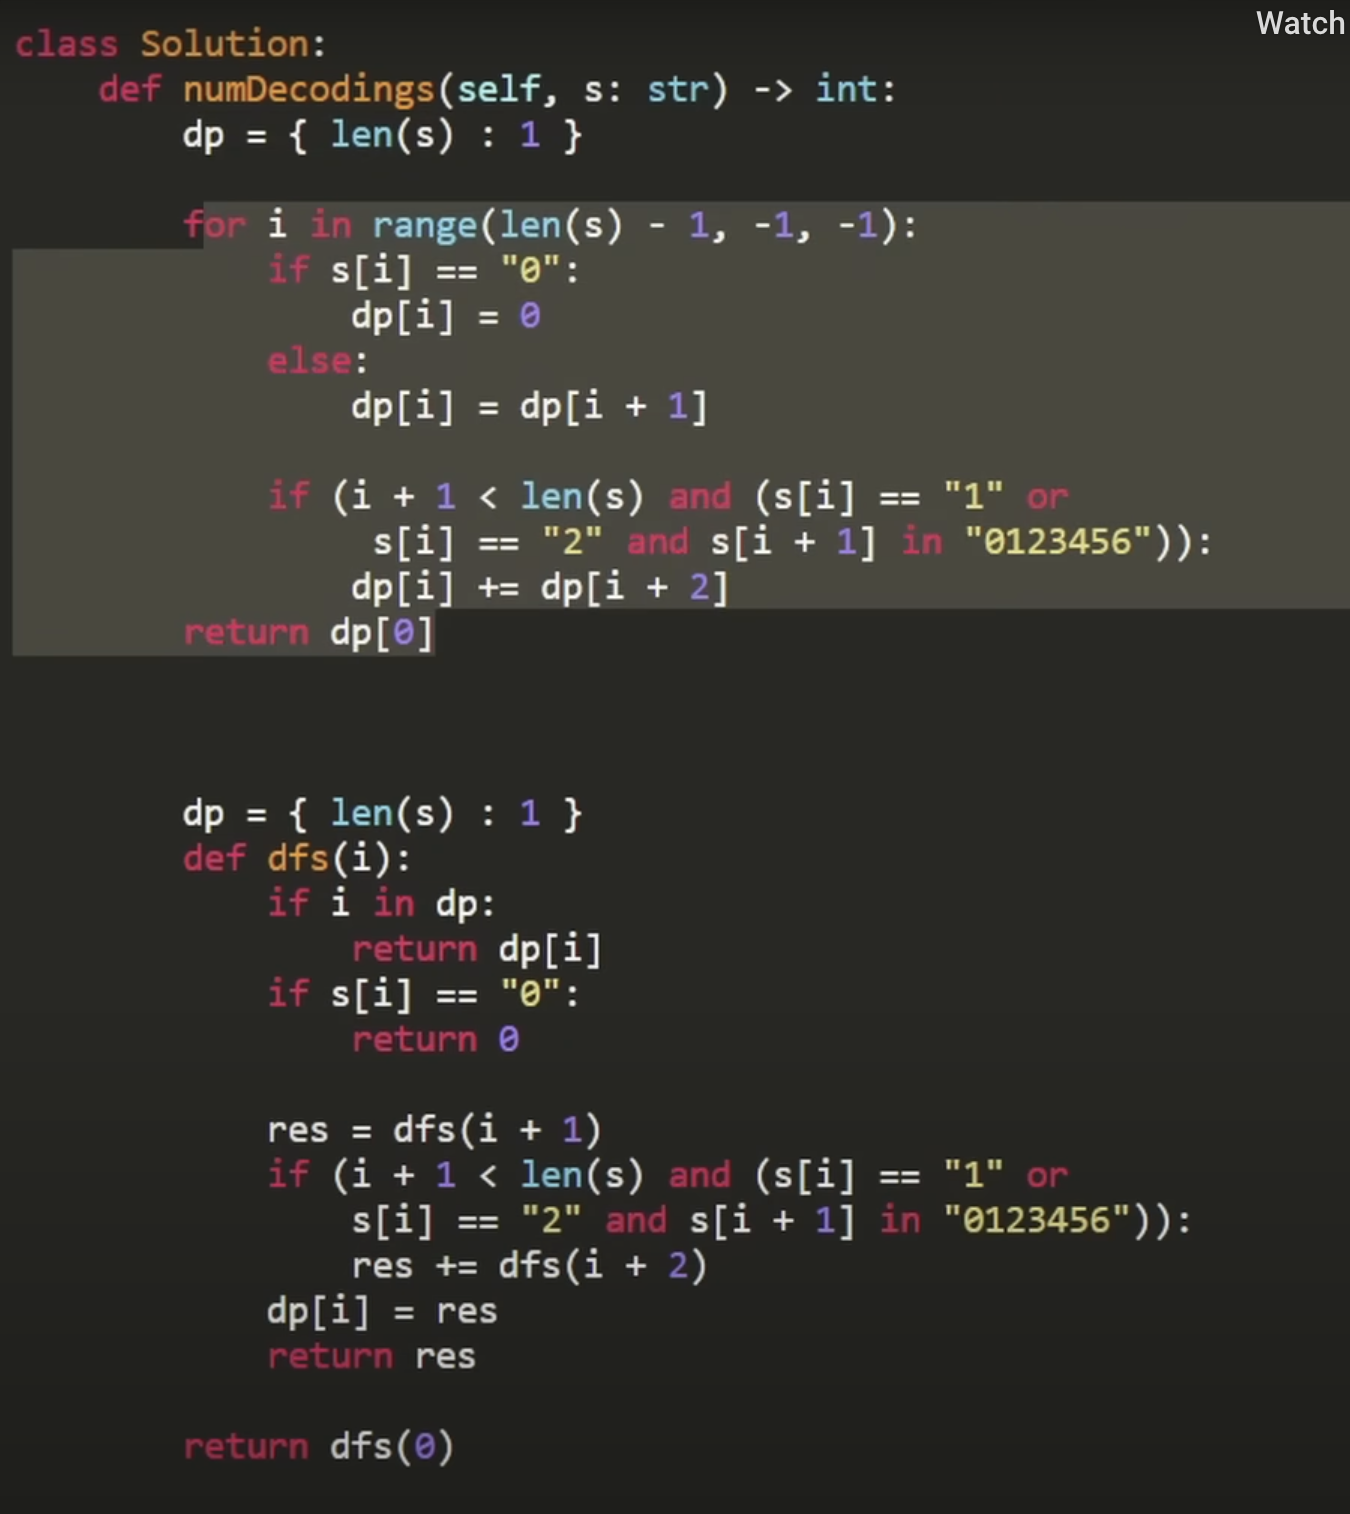 Watch
class Solution:
    def numDecodings(self, s: str) -> int:
        dp = { len(s) : 1 }

        for i in range(len(s) - 1, -1, -1):
            if s[i] == "0":
                dp[i] = 0
            else:
                dp[i] = dp[i + 1]

            if (i + 1 < len(s) and (s[i] == "1" or
                 s[i] == "2" and s[i + 1] in "0123456")):
                dp[i] += dp[i + 2]
        return dp[0]

        dp = { len(s) : 1 }
        def dfs(i):
            if i in dp:
                return dp[i]
            if s[i] == "0":
                return 0

            res = dfs(i + 1)
            if (i + 1 < len(s) and (s[i] == "1" or
                s[i] == "2" and s[i + 1] in "0123456")):
                res += dfs(i + 2)
            dp[i] = res
            return res

        return dfs(0)